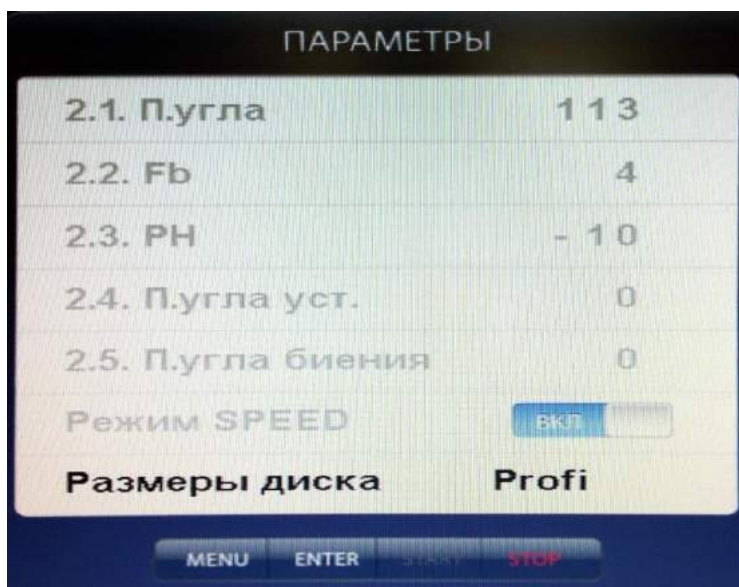 ПАРАМЕТРЫ
2.1. П.угла 113
2.2. Fb 4
2.3. PH - 10
2.4. П.угла уст. 0
2.5. П.угла биения 0
Режим SPEED ВКЛ
Размеры диска Profi
MENU ENTER START STOP